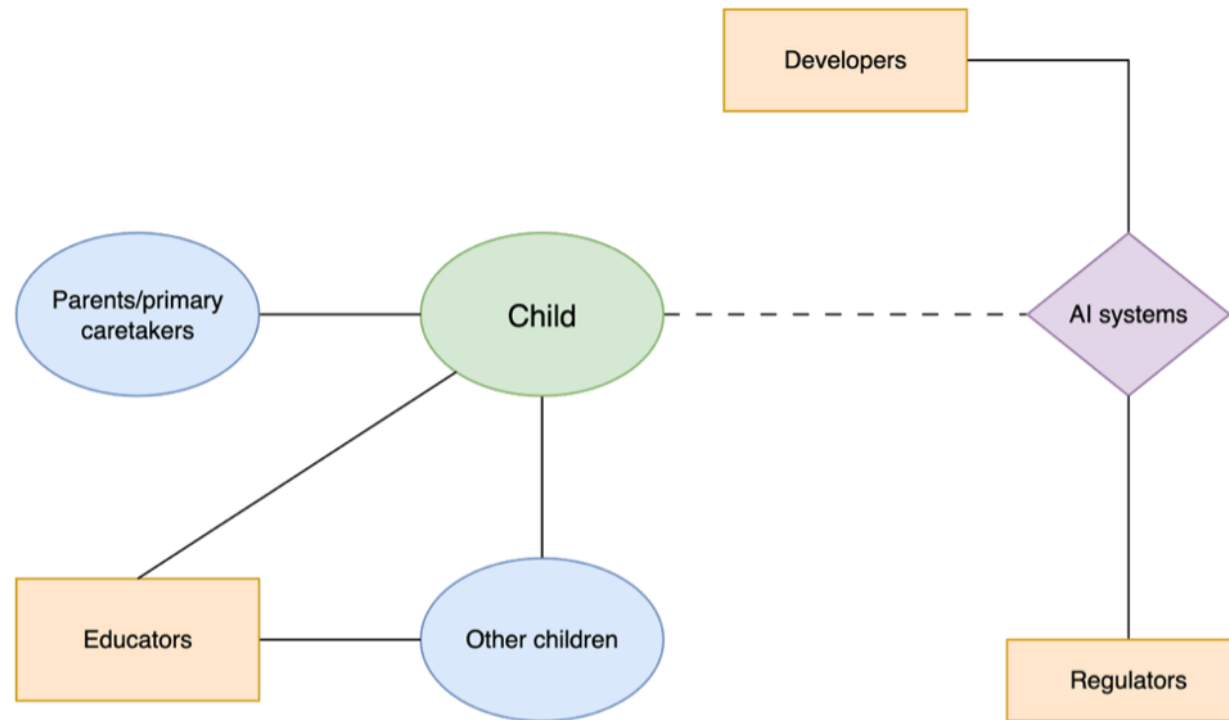 Developers
Parents/primary
caretakers
Child
AI systems
Educators
Other children
Regulators